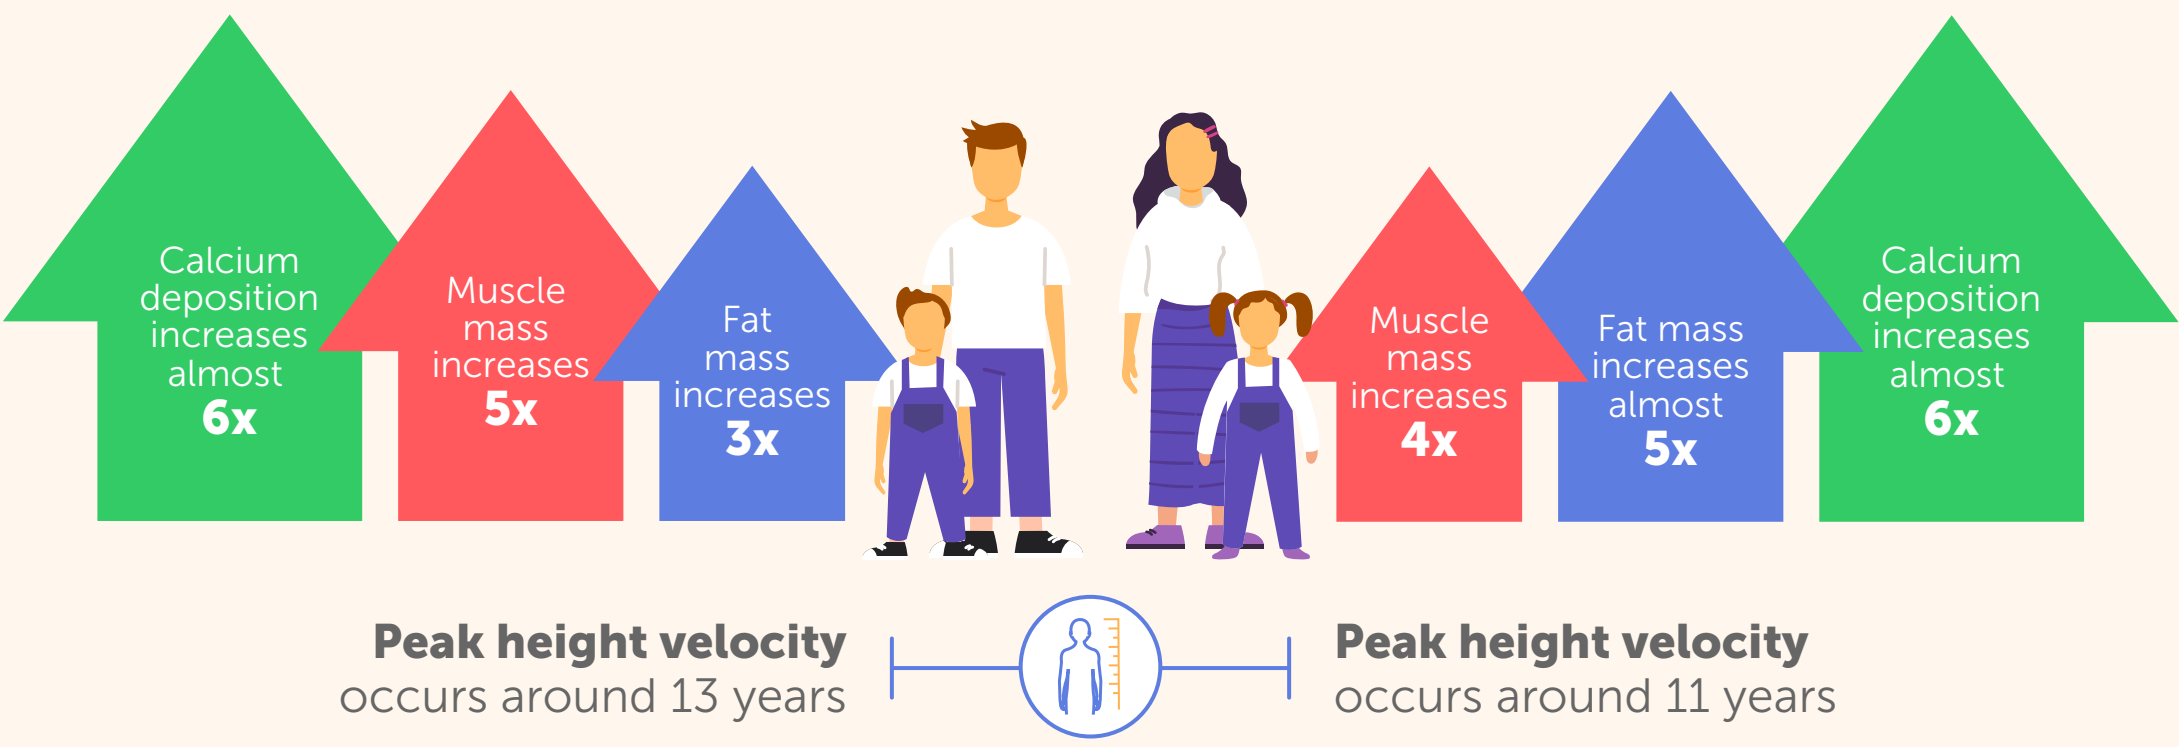 Calcium
deposition
increases
almost
6x
Muscle
mass
increases
5x
Fat
mass
increases
3x
Muscle
mass
increases
4x
Fat mass
increases
almost
5x
Calcium
deposition
increases
almost
6x
Peak height velocity
occurs around 13 years
Peak height velocity
occurs around 11 years